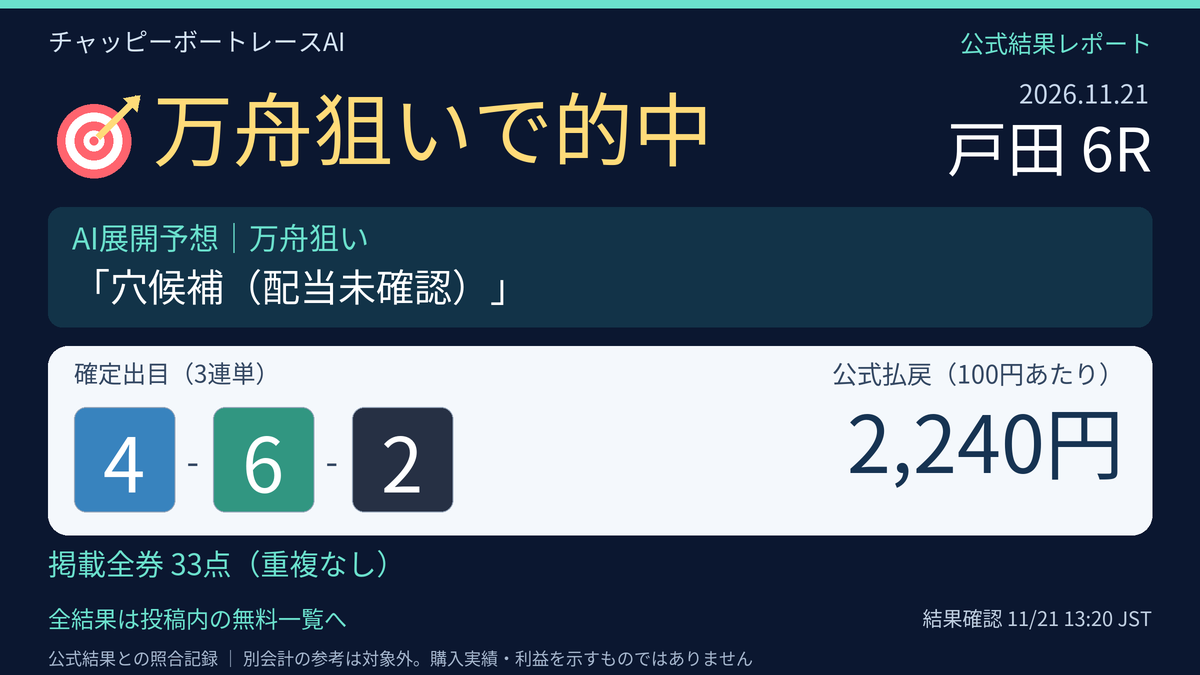 チャッピーボートレースAI
公式結果レポート
2026.11.21
万舟狙いで的中
戸田 6R
AI展開予想｜万舟狙い
「穴候補（配当未確認）」
確定出目（3連単）
公式払戻（100円あたり）
4 - 6 - 2
2,240円
掲載全券 33点（重複なし）
全結果は投稿内の無料一覧へ
結果確認 11/21 13:20 JST
公式結果との照合記録 ｜ 別会計の参考は対象外。購入実績・利益を示すものではありません